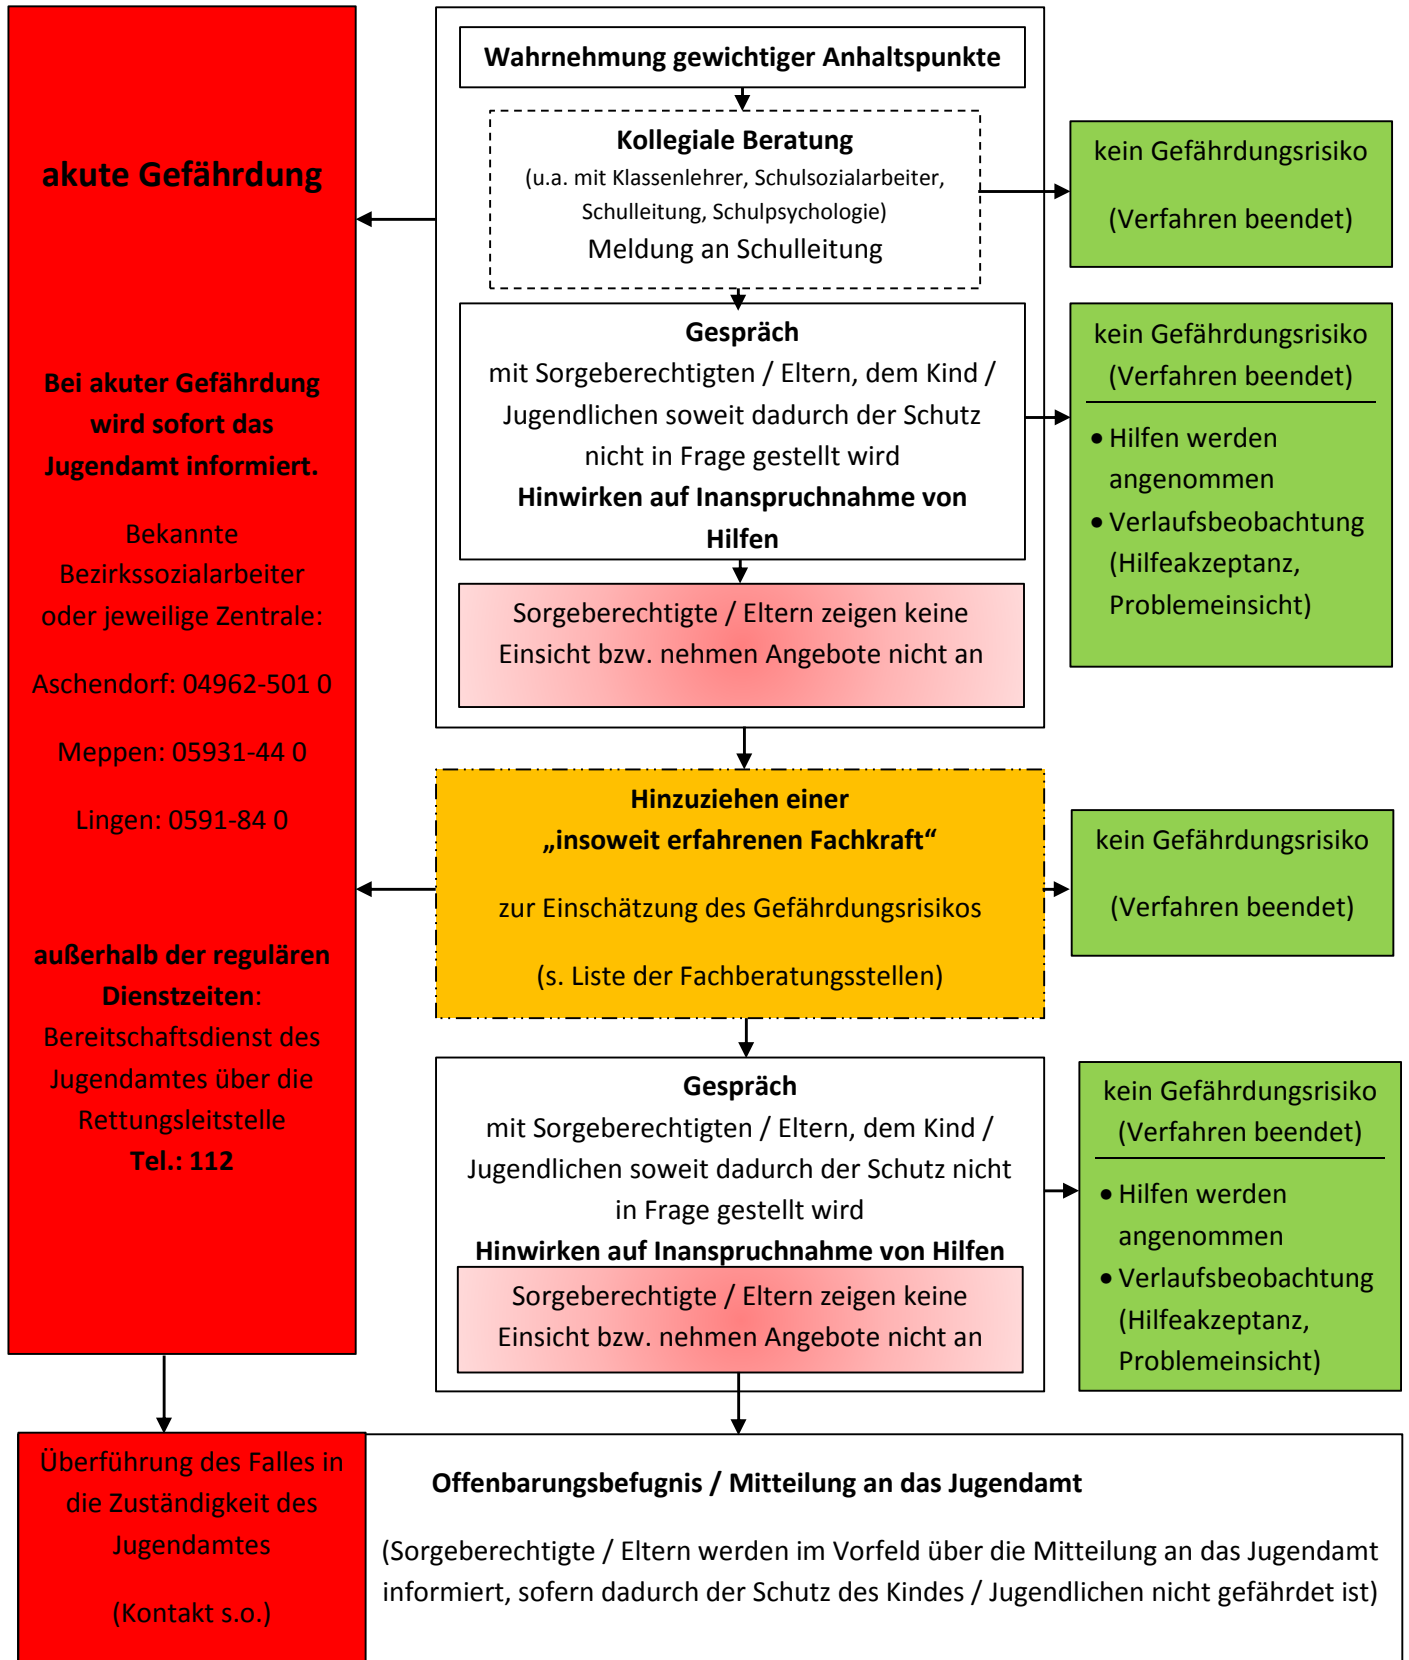 akute Gefährdung
Bei akuter Gefährdung
wird sofort das
Jugendamt informiert.
Bekannte
Bezirkssozialarbeiter
oder jeweilige Zentrale:
Aschendorf: 04962-501 0
Meppen: 05931-44 0
Lingen: 0591-84 0
außerhalb der regulären
Dienstzeiten:
Bereitschaftsdienst des
Jugendamtes über die
Rettungsleitstelle
Tel.: 112
Überführung des Falles in
die Zuständigkeit des
Jugendamtes
(Kontakt s.o.)
Wahrnehmung gewichtiger Anhaltspunkte
Kollegiale Beratung
(u.a. mit Klassenlehrer, Schulsozialarbeiter,
Schulleitung, Schulpsychologie)
Meldung an Schulleitung
kein Gefährdungsrisiko
(Verfahren beendet)
Gespräch
mit Sorgeberechtigten / Eltern, dem Kind /
Jugendlichen soweit dadurch der Schutz
nicht in Frage gestellt wird
Hinwirken auf Inanspruchnahme von
Hilfen
kein Gefährdungsrisiko
(Verfahren beendet)
• Hilfen werden
angenommen
• Verlaufsbeobachtung
(Hilfeakzeptanz,
Problemeinsicht)
Sorgeberechtigte / Eltern zeigen keine
Einsicht bzw. nehmen Angebote nicht an
Hinzuziehen einer
„insoweit erfahrenen Fachkraft“
zur Einschätzung des Gefährdungsrisikos
(s. Liste der Fachberatungsstellen)
kein Gefährdungsrisiko
(Verfahren beendet)
Gespräch
mit Sorgeberechtigten / Eltern, dem Kind /
Jugendlichen soweit dadurch der Schutz nicht
in Frage gestellt wird
Hinwirken auf Inanspruchnahme von Hilfen
Sorgeberechtigte / Eltern zeigen keine
Einsicht bzw. nehmen Angebote nicht an
kein Gefährdungsrisiko
(Verfahren beendet)
• Hilfen werden
angenommen
• Verlaufsbeobachtung
(Hilfeakzeptanz,
Problemeinsicht)
Offenbarungsbefugnis / Mitteilung an das Jugendamt
(Sorgeberechtigte / Eltern werden im Vorfeld über die Mitteilung an das Jugendamt
informiert, sofern dadurch der Schutz des Kindes / Jugendlichen nicht gefährdet ist)